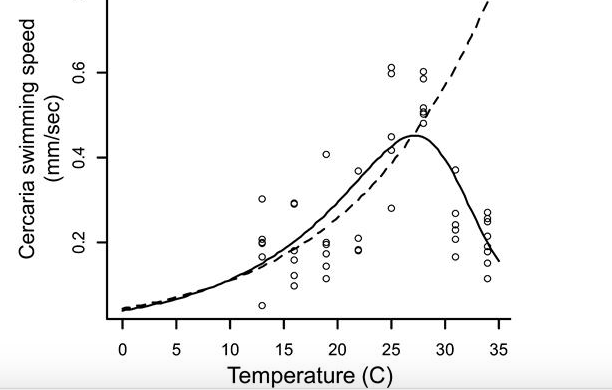 Cercaria swimming speed
(mm/sec)
0.6
0.4
0.2
0 5 10 15 20 25 30 35
Temperature (C)